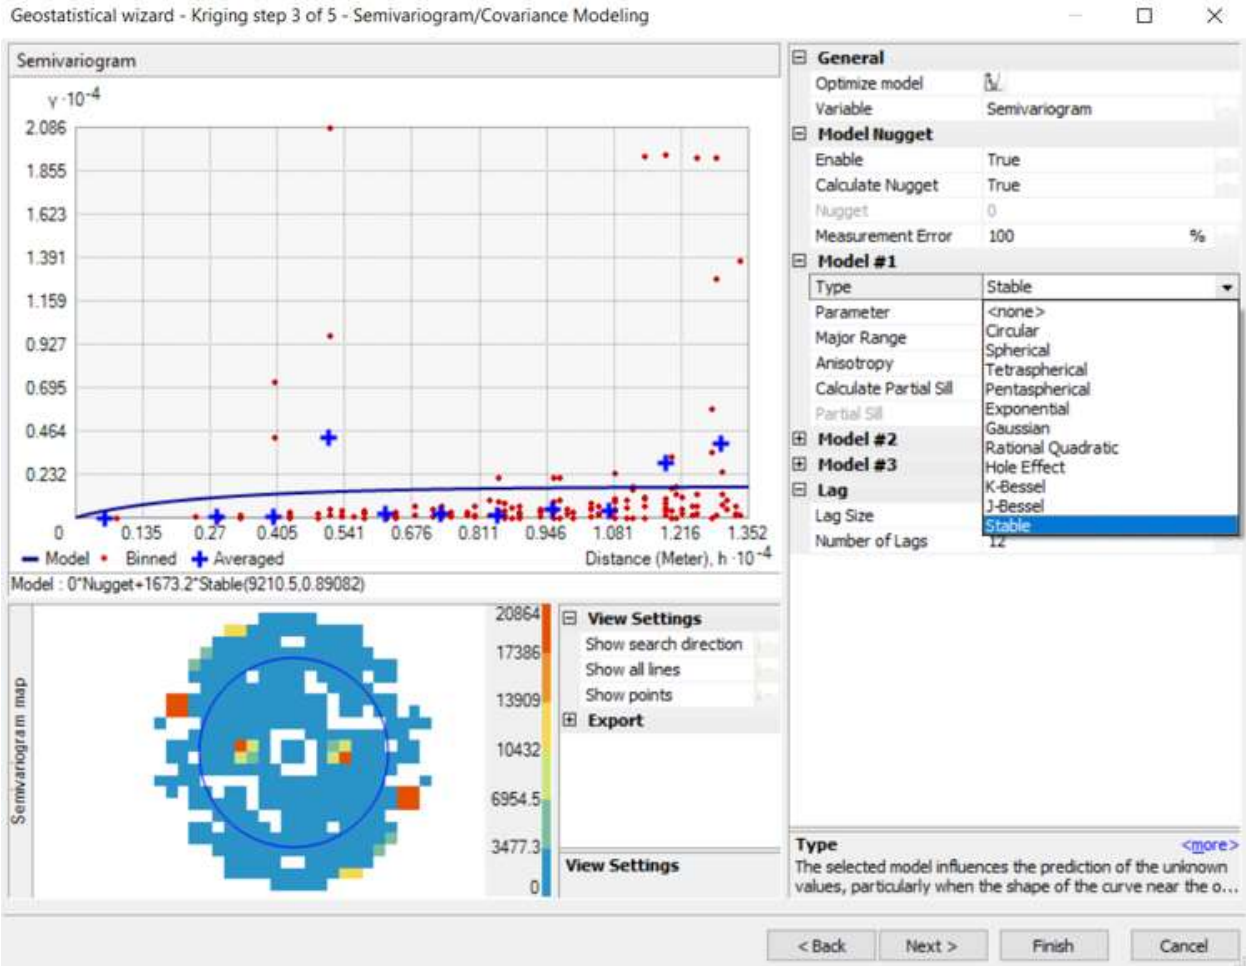 Geostatistical wizard - Kriging step 3 of 5 - Semivariogram/Covariance Modeling
Semivariogram
γ ·10⁻⁴
2.086
1.855
1.623
1.391
1.159
0.927
0.695
0.464
0.232
0 0.135 0.27 0.405 0.541 0.676 0.811 0.946 1.081 1.216 1.352
Model Binned Averaged Distance (Meter), h ·10⁻⁴
Model : 0*Nugget+1673.2*Stable(9210.5,0.89082)
Semivariogram map
20864
17386
13909
10432
6954.5
3477.3
0
View Settings
Show search direction
Show all lines
Show points
Export
View Settings
General
Optimize model
Variable Semivariogram
Model Nugget
Enable True
Calculate Nugget True
Nugget 0
Measurement Error 100 %
Model #1
Type Stable
Parameter
Major Range
Anisotropy
Calculate Partial Sill
Partial Sill
Model #2
Model #3
Lag
Lag Size
Number of Lags 12
<none>
Circular
Spherical
Tetraspherical
Pentaspherical
Exponential
Gaussian
Rational Quadratic
Hole Effect
K-Bessel
J-Bessel
Stable
Type <more>
The selected model influences the prediction of the unknown
values, particularly when the shape of the curve near the o...
< Back Next > Finish Cancel